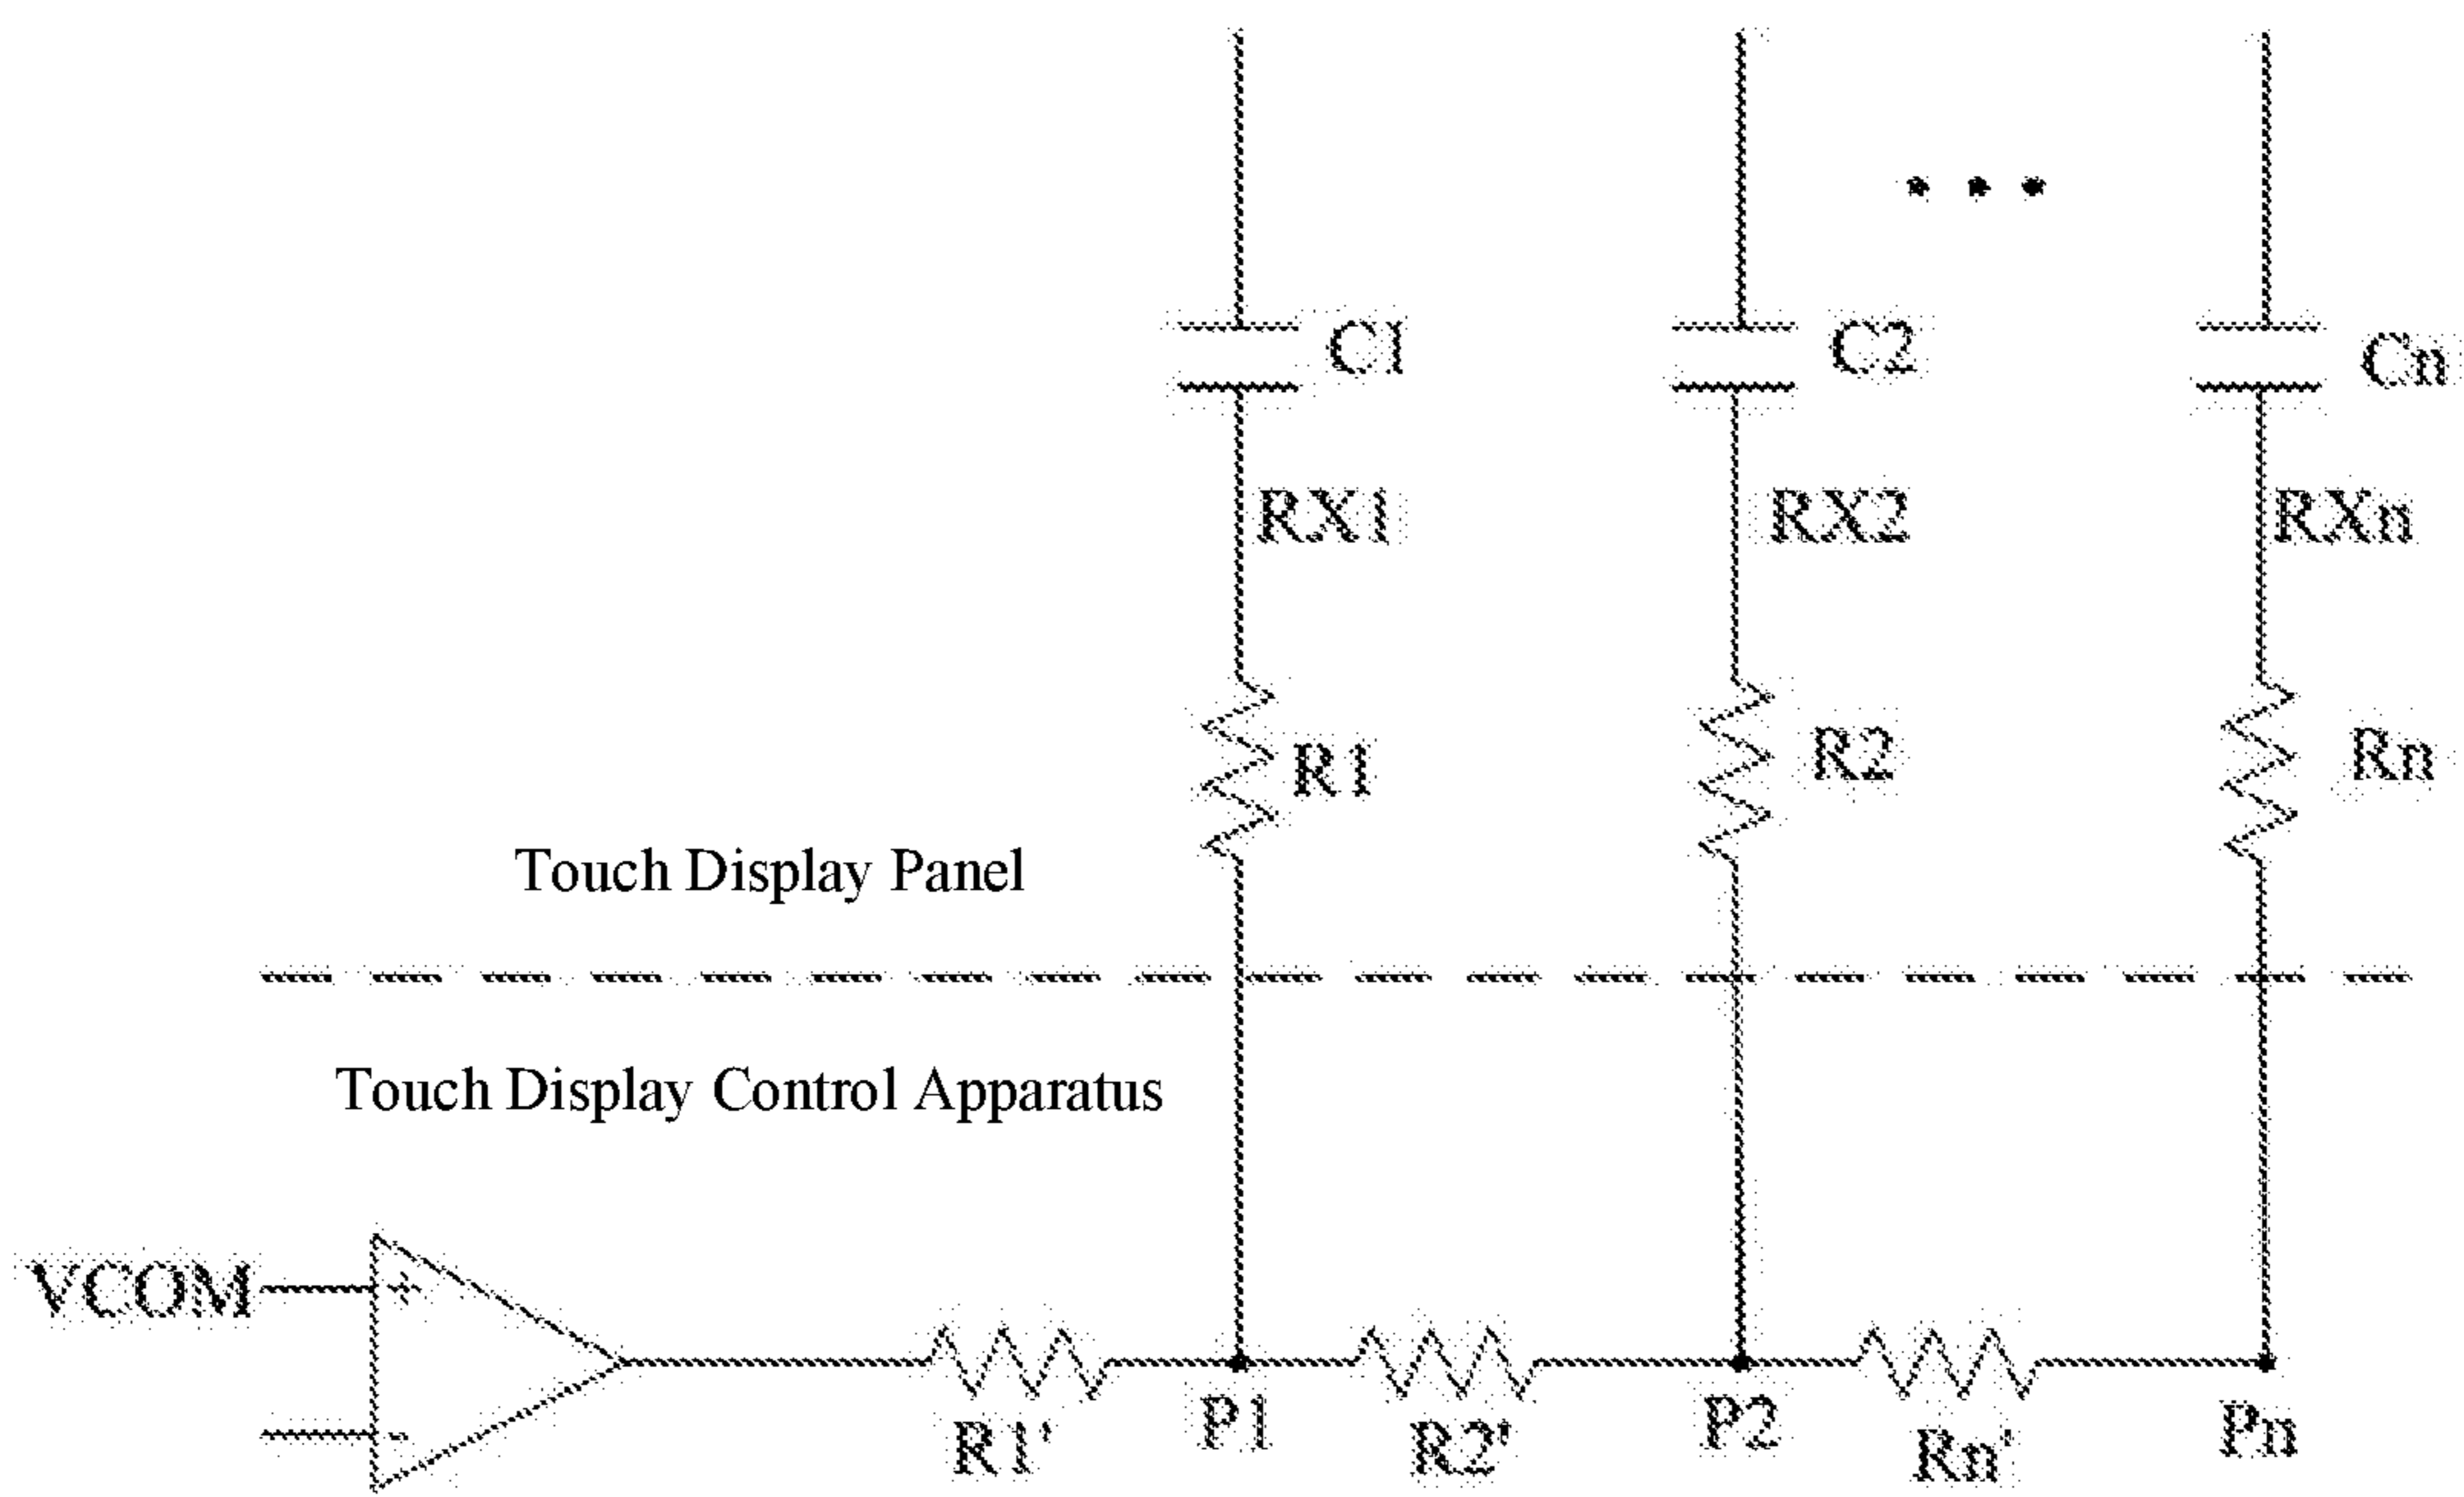 C1 C2 Cn
RX1 RX2 RXn
R1 R2 Rn
Touch Display Panel
Touch Display Control Apparatus
VCOM + -
P1 P2 Pn
R1' R2' Rn'